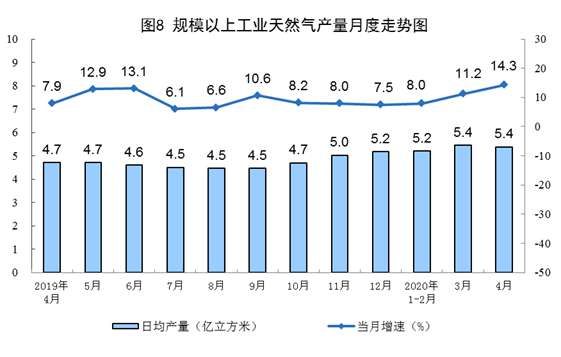 图8 规模以上工业天然气产量月度走势图
10 9 8 7 6 5 4 3 2 1 0
30 20 10 0 -10 -20 -30 -40 -50
7.9 12.9 13.1 6.1 6.6 10.6 8.2 8.0 7.5 8.0 11.2 14.3
4.7 4.7 4.6 4.5 4.5 4.5 4.7 5.0 5.2 5.2 5.4 5.4
2019年 5月 6月 7月 8月 9月 10月 11月 12月 2020年 3月 4月
4月 1-2月
日均产量（亿立方米） 当月增速（%）